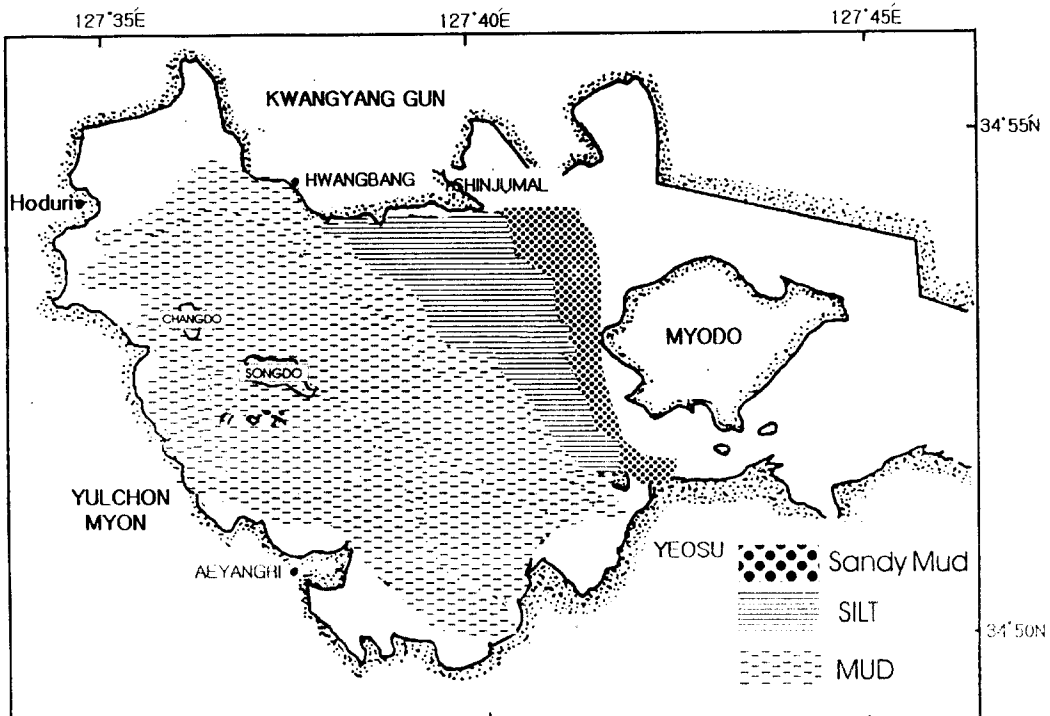 127°35′E
127°40′E
127°45′E
KWANGYANG GUN
34°55′N
HWANGBANG
SHINJUMAL
Hoduri
CHANGDO
MYODO
SONGDO
YULCHON
MYON
YEOSU
AEYANGRI
Sandy Mud
SILT
34°50′N
MUD